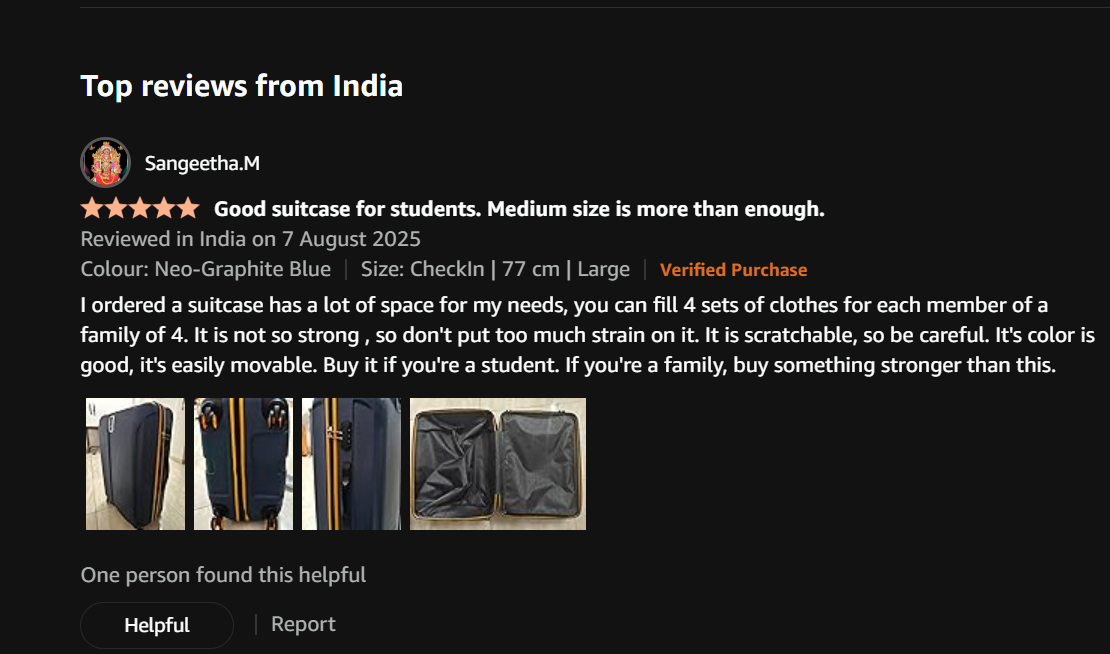 Top reviews from India
Sangeetha.M
Good suitcase for students. Medium size is more than enough.
Reviewed in India on 7 August 2025
Colour: Neo-Graphite Blue | Size: CheckIn | 77 cm | Large | Verified Purchase
I ordered a suitcase has a lot of space for my needs, you can fill 4 sets of clothes for each member of a
family of 4. It is not so strong , so don't put too much strain on it. It is scratchable, so be careful. It's color is
good, it's easily movable. Buy it if you're a student. If you're a family, buy something stronger than this.
One person found this helpful
Helpful | Report